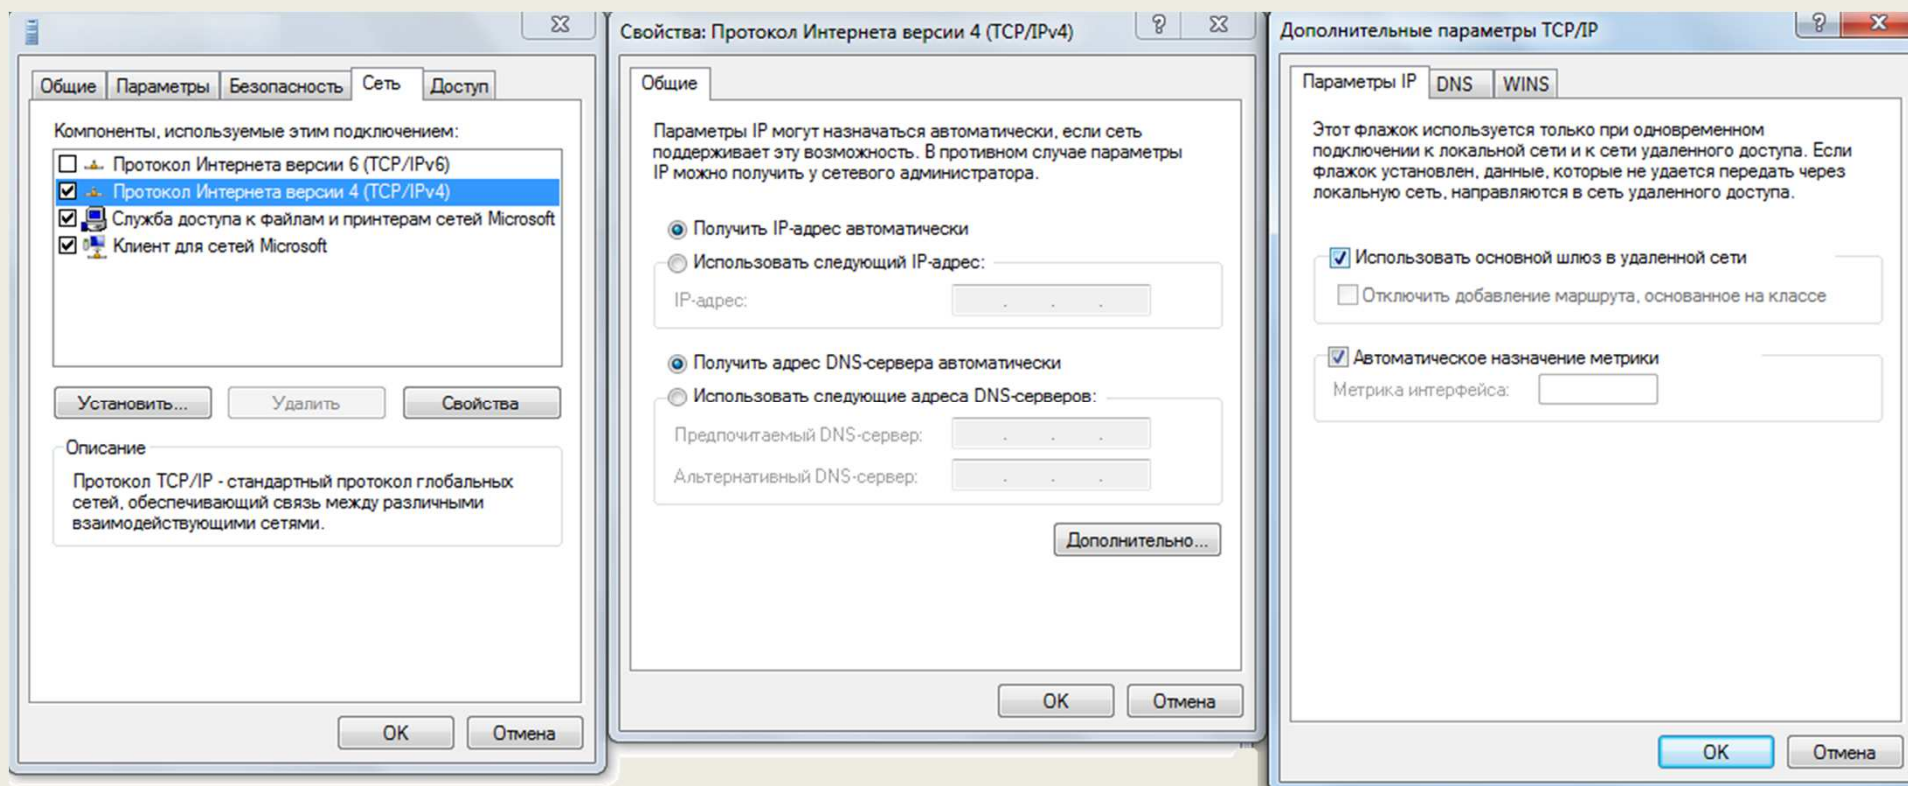 Общие
Параметры
Безопасность
Сеть
Доступ
Компоненты, используемые этим подключением:
Протокол Интернета версии 6 (TCP/IPv6)
Протокол Интернета версии 4 (TCP/IPv4)
Служба доступа к файлам и принтерам сетей Microsoft
Клиент для сетей Microsoft
Установить...
Удалить
Свойства
Описание
Протокол TCP/IP - стандартный протокол глобальных
сетей, обеспечивающий связь между различными
взаимодействующими сетями.
OK
Отмена
Свойства: Протокол Интернета версии 4 (TCP/IPv4)
Общие
Параметры IP могут назначаться автоматически, если сеть
поддерживает эту возможность. В противном случае параметры
IP можно получить у сетевого администратора.
Получить IP-адрес автоматически
Использовать следующий IP-адрес:
IP-адрес:
Получить адрес DNS-сервера автоматически
Использовать следующие адреса DNS-серверов:
Предпочитаемый DNS-сервер:
Альтернативный DNS-сервер:
Дополнительно...
OK
Отмена
Дополнительные параметры TCP/IP
Параметры IP
DNS
WINS
Этот флажок используется только при одновременном
подключении к локальной сети и к сети удаленного доступа. Если
флажок установлен, данные, которые не удается передать через
локальную сеть, направляются в сеть удаленного доступа.
Использовать основной шлюз в удаленной сети
Отключить добавление маршрута, основанное на классе
Автоматическое назначение метрики
Метрика интерфейса:
OK
Отмена